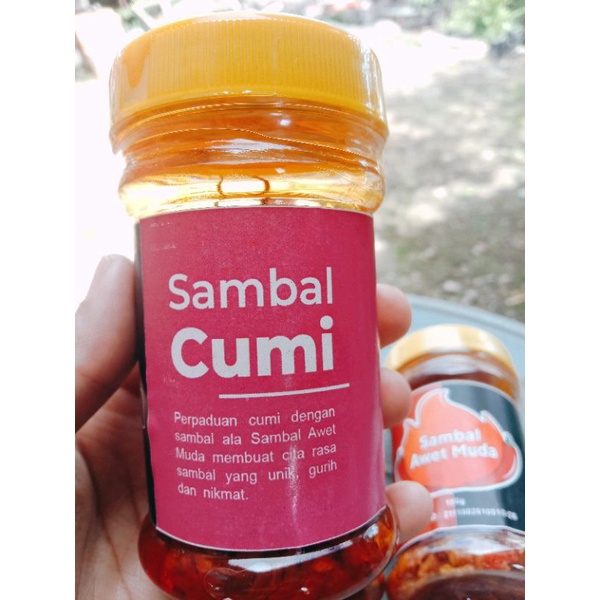 Sambal
Cumi
Perpaduan cumi dengan
sambal ala Sambal Awet
Muda membuat cita rasa
sambal yang unik, gurih
dan nikmat.
Sambal
Awet Muda